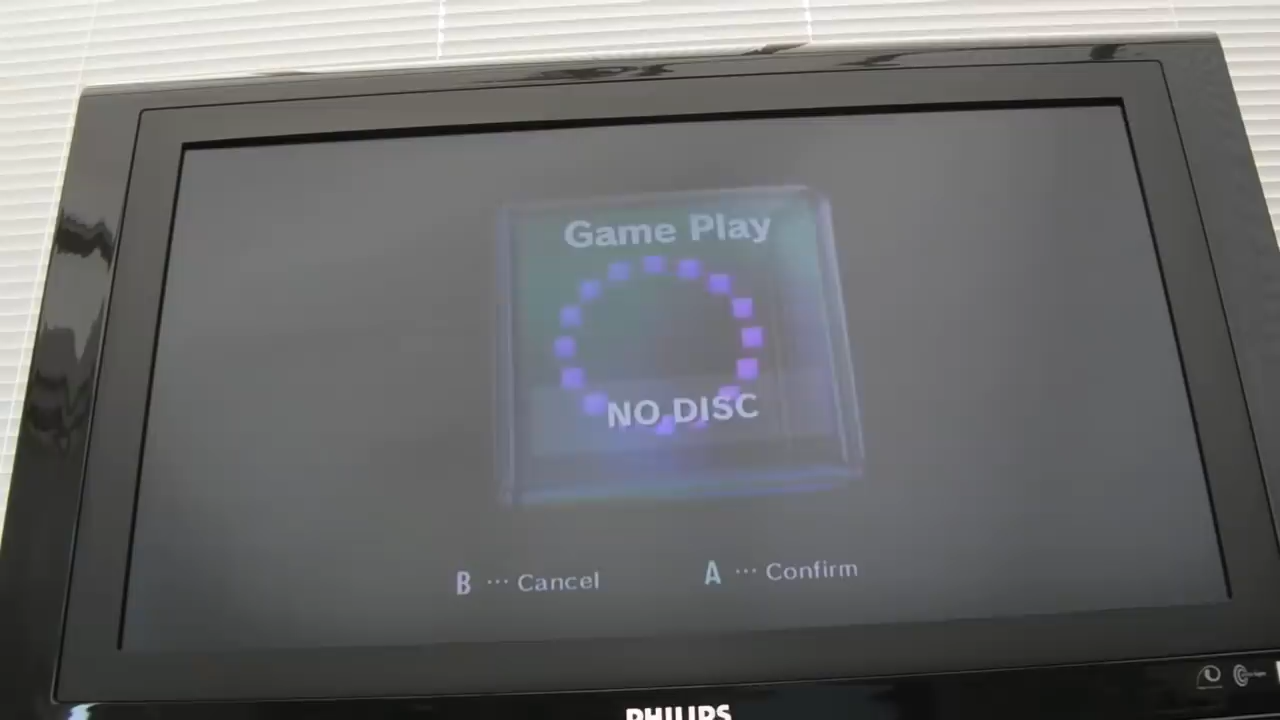 Game Play
NO DISC
B ... Cancel
A ... Confirm
PHILIPS